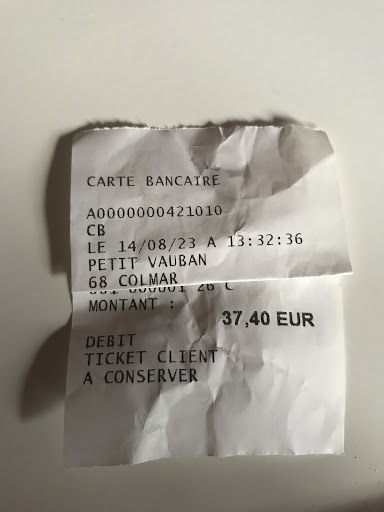 CARTE BANCAIRE
A0000000421010
CB
LE 14/08/23 A 13:32:36
PETIT VAUBAN
68 COLMAR
26 C
MONTANT :
37,40 EUR
DEBIT
TICKET CLIENT
A CONSERVER